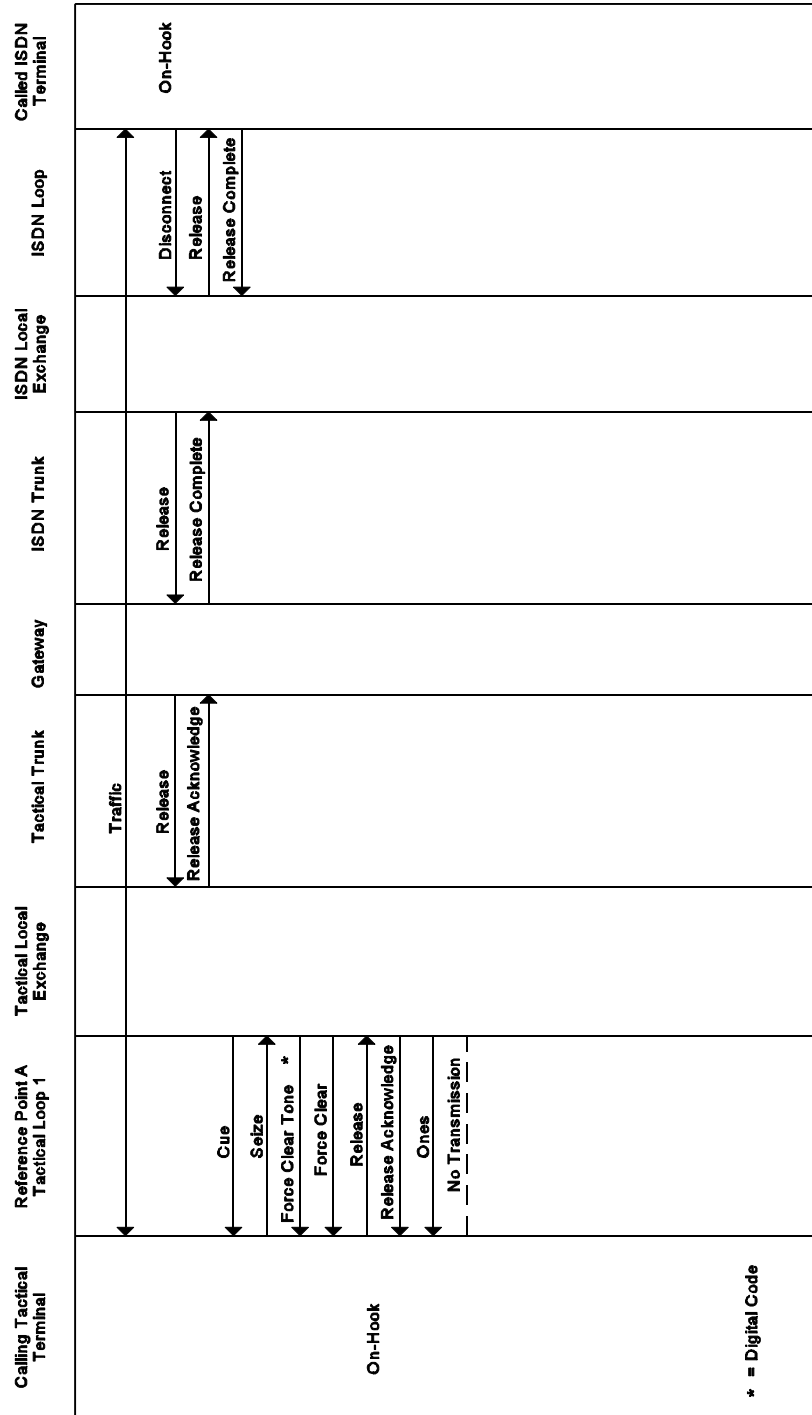 Calling Tactical
Terminal
Reference Point A
Tactical Loop 1
Tactical Local
Exchange
Tactical Trunk
Gateway
ISDN Trunk
ISDN Local
Exchange
ISDN Loop
Called ISDN
Terminal
Traffic
Release
Release
Disconnect
On-Hook
Release Acknowledge
Release Complete
Release
Cue
Release Complete
Seize
Force Clear Tone *
Force Clear
On-Hook
Release
Release Acknowledge
Ones
No Transmission
* = Digital Code